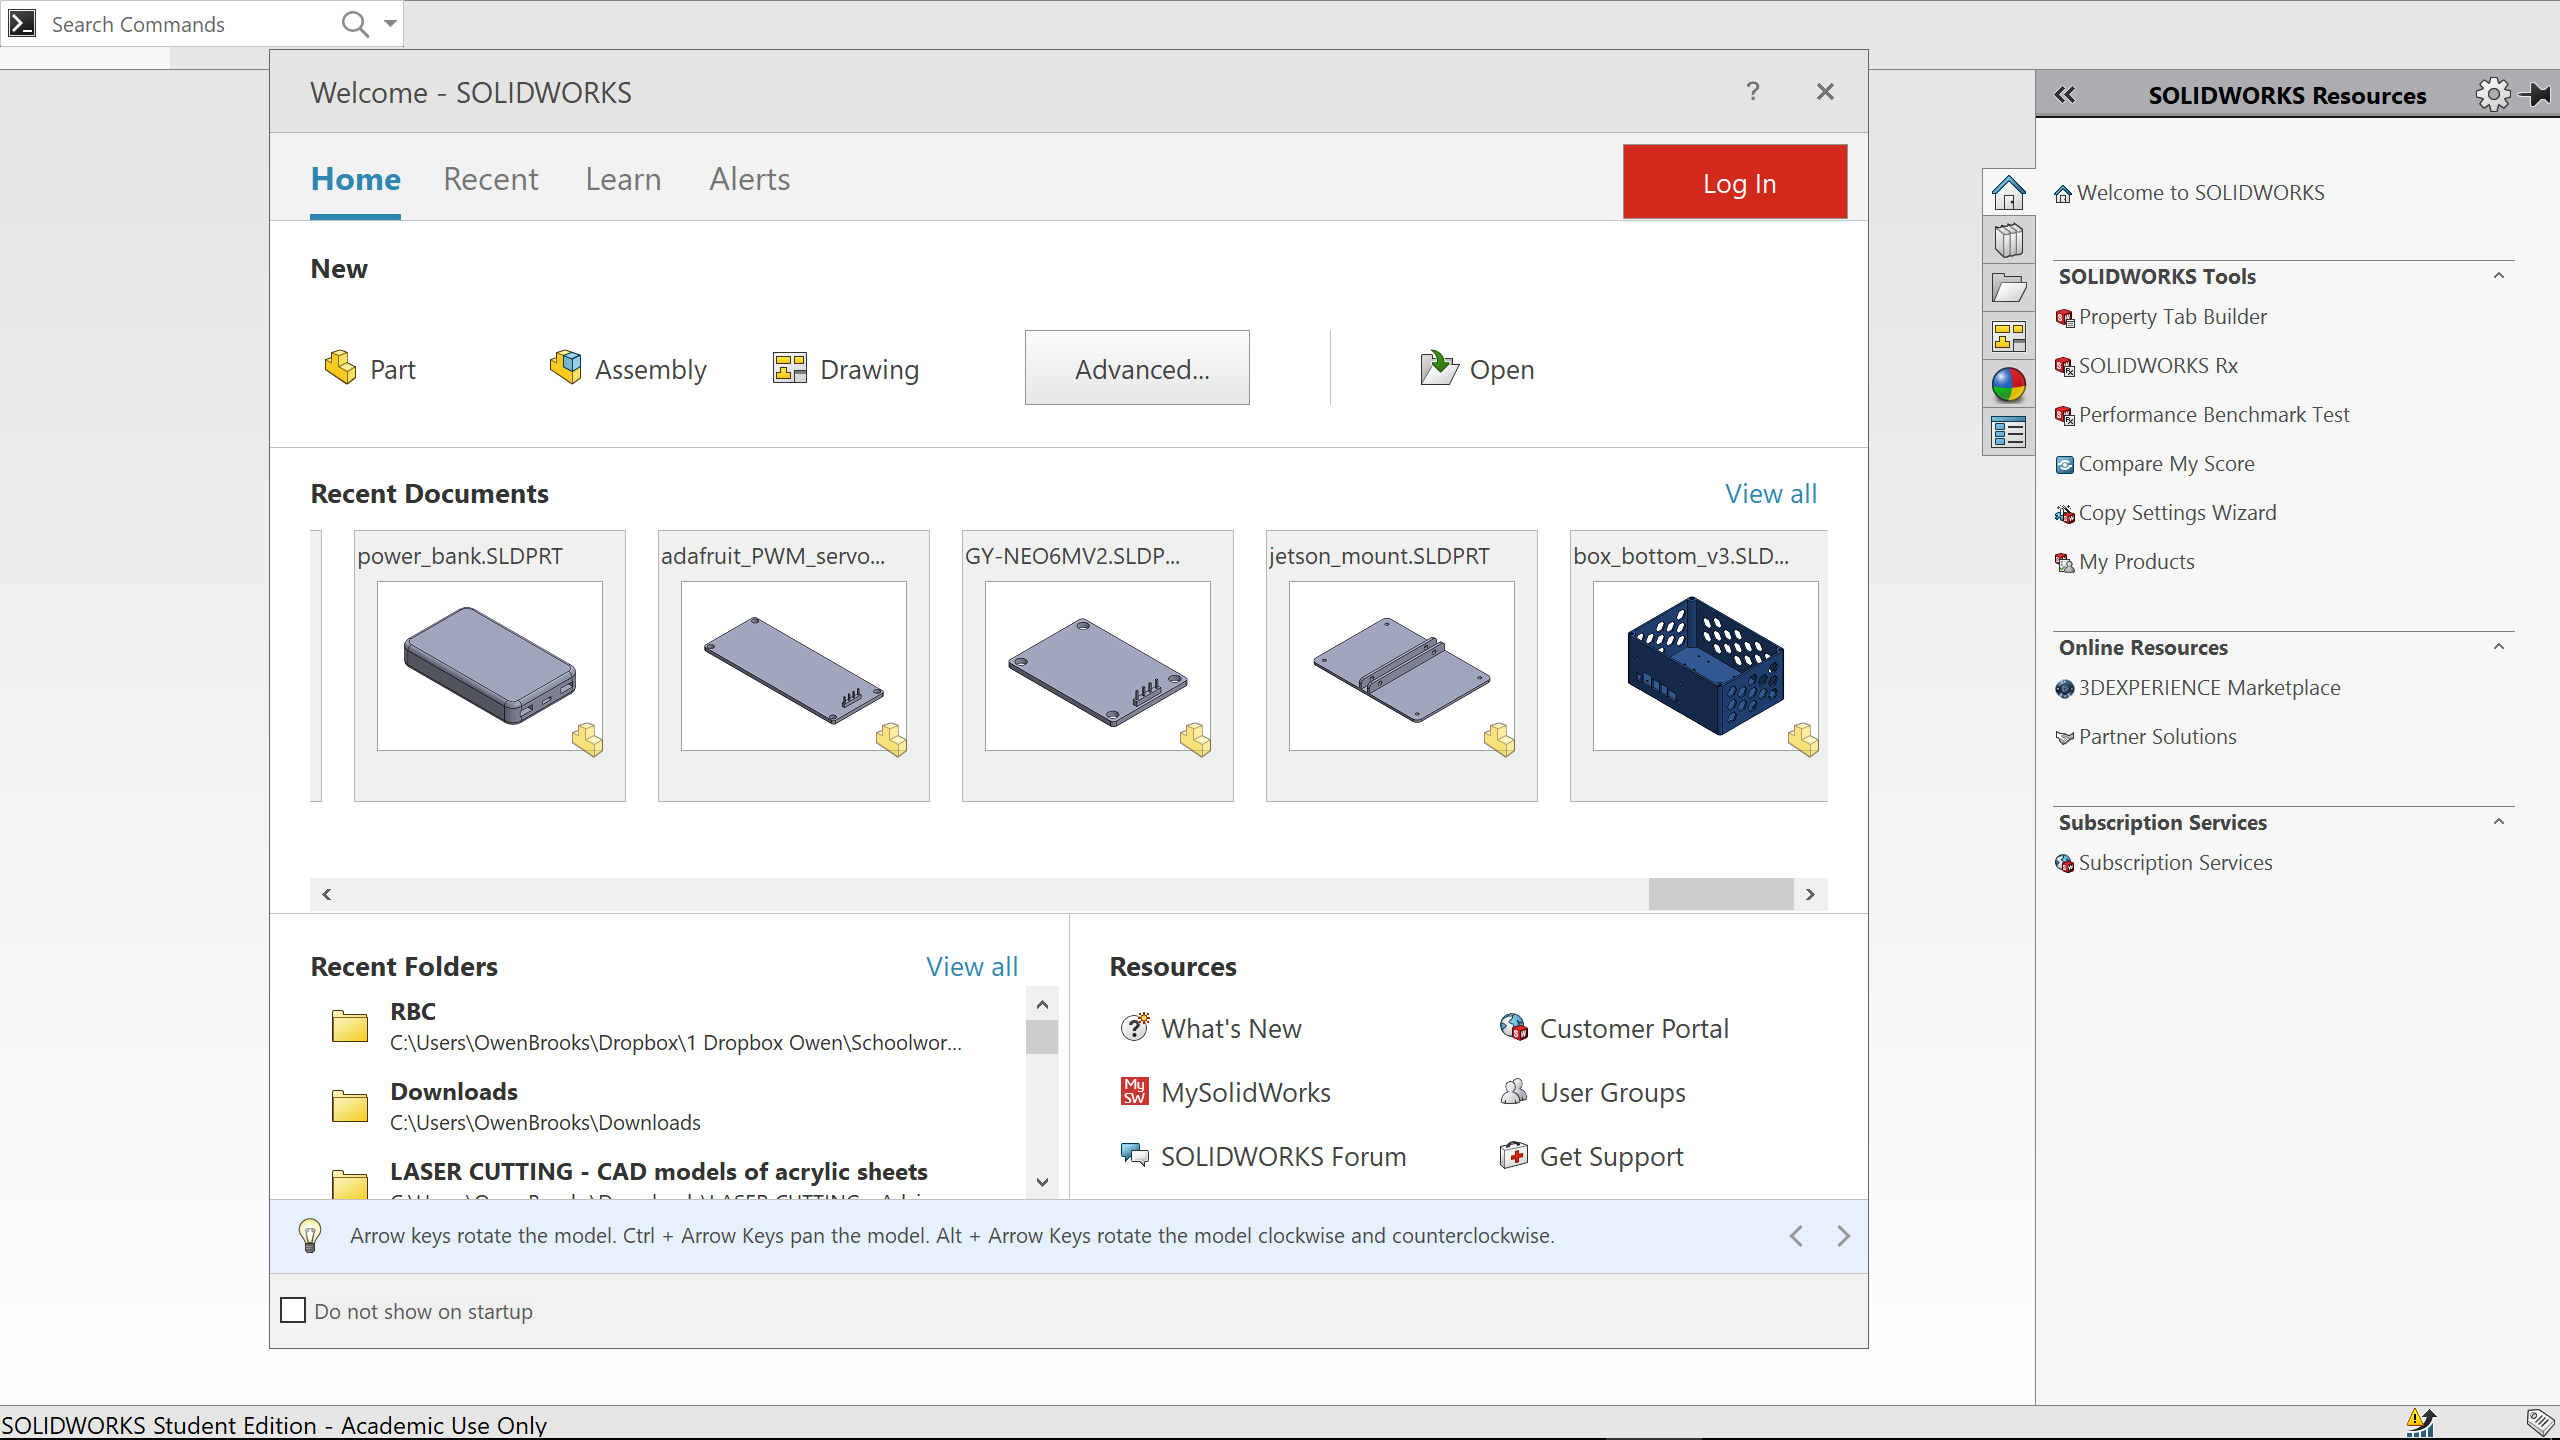 Search Commands
Welcome - SOLIDWORKS
?
Home
Recent
Learn
Alerts
Log In
New
Part
Assembly
Drawing
Advanced...
Open
Recent Documents
View all
power_bank.SLDPRT
adafruit_PWM_servo...
GY-NEO6MV2.SLDP...
jetson_mount.SLDPRT
box_bottom_v3.SLD...
Recent Folders
View all
RBC
C:\Users\OwenBrooks\Dropbox\1 Dropbox Owen\Schoolwor...
Downloads
C:\Users\OwenBrooks\Downloads
LASER CUTTING - CAD models of acrylic sheets
Resources
What's New
Customer Portal
My SW
MySolidWorks
User Groups
SOLIDWORKS Forum
Get Support
Arrow keys rotate the model. Ctrl + Arrow Keys pan the model. Alt + Arrow Keys rotate the model clockwise and counterclockwise.
Do not show on startup
SOLIDWORKS Resources
Welcome to SOLIDWORKS
SOLIDWORKS Tools
Property Tab Builder
SOLIDWORKS Rx
Performance Benchmark Test
Compare My Score
Copy Settings Wizard
My Products
Online Resources
3DEXPERIENCE Marketplace
Partner Solutions
Subscription Services
Subscription Services
SOLIDWORKS Student Edition - Academic Use Only